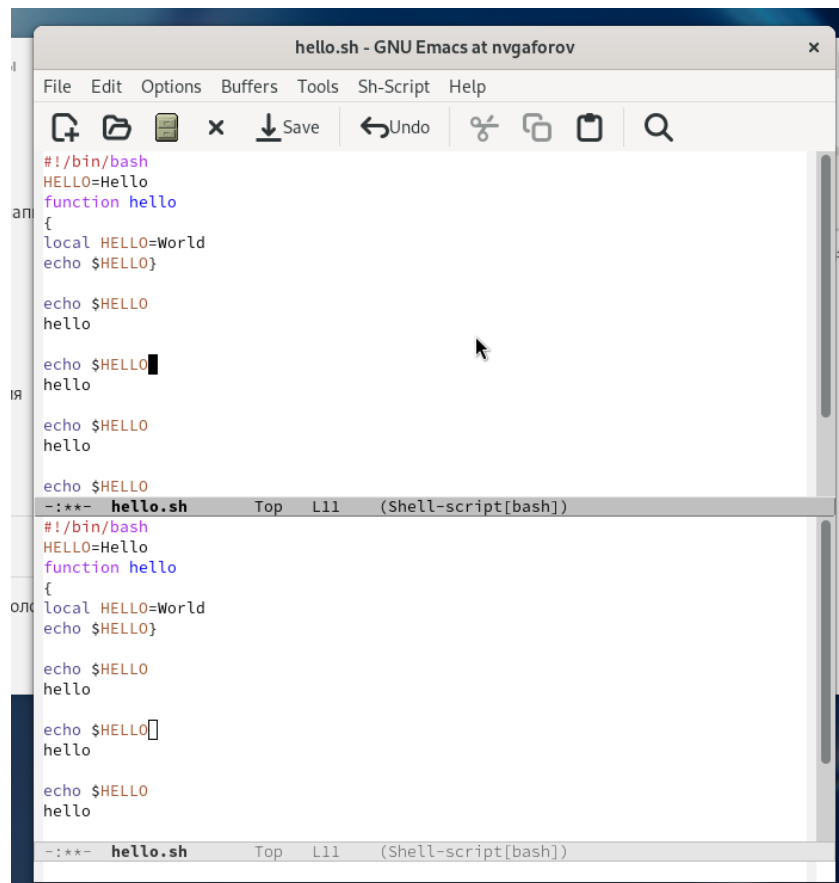 hello.sh - GNU Emacs at nvgaforov
File Edit Options Buffers Tools Sh-Script Help
Save Undo
#!/bin/bash
HELLO=Hello
function hello
{
local HELLO=World
echo $HELLO}
echo $HELLO
hello
echo $HELLO
hello
echo $HELLO
hello
echo $HELLO
-:**- hello.sh Top L11 (Shell-script[bash])
#!/bin/bash
HELLO=Hello
function hello
{
local HELLO=World
echo $HELLO}
echo $HELLO
hello
echo $HELLO
hello
echo $HELLO
hello
-:**- hello.sh Top L11 (Shell-script[bash])